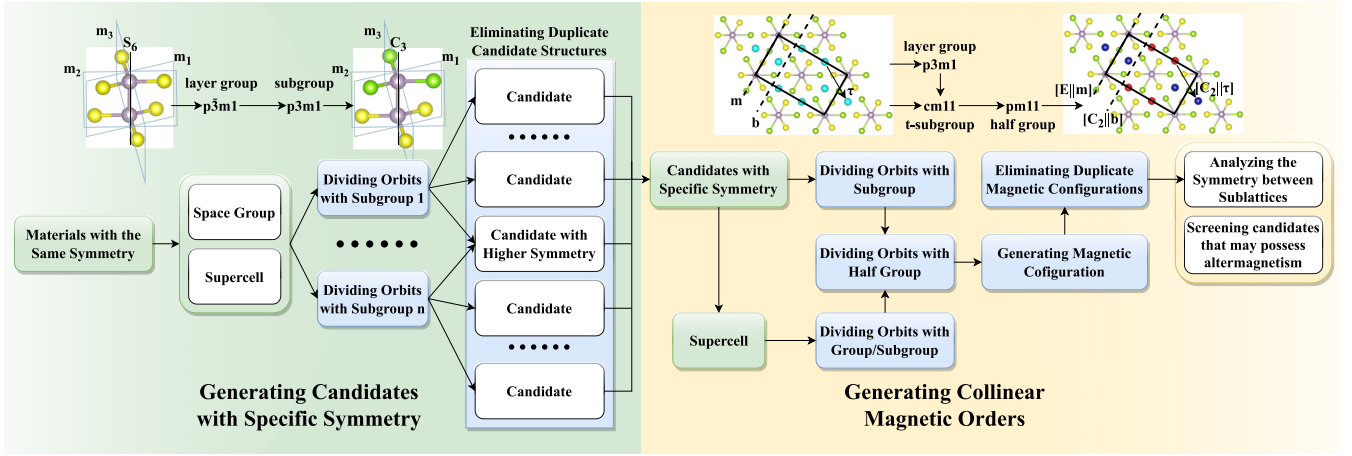 m₃
S₆
m₂
m₁
layer group
p3̄m1
subgroup
p3m1
m₃
C₃
m₂
m₁
Eliminating Duplicate
Candidate Structures
Candidate
Candidate
Candidate with
Higher Symmetry
Candidate
Candidate
Materials with the
Same Symmetry
Space Group
Supercell
Dividing Orbits
with Subgroup 1
Dividing Orbits
with Subgroup n
Generating Candidates
with Specific Symmetry
m
b
τ
layer group
p3m1
cm11
t-subgroup
pm11
half group
[E||m]
[C₂||b]
[C₂||τ]
Candidates with
Specific Symmetry
Dividing Orbits with
Subgroup
Eliminating Duplicate
Magnetic Configurations
Analyzing the
Symmetry between
Sublattices
Screening candidates
that may possess
altermagnetism
Dividing Orbits with
Half Group
Generating Magnetic
Cofiguration
Supercell
Dividing Orbits with
Group/Subgroup
Generating Collinear
Magnetic Orders